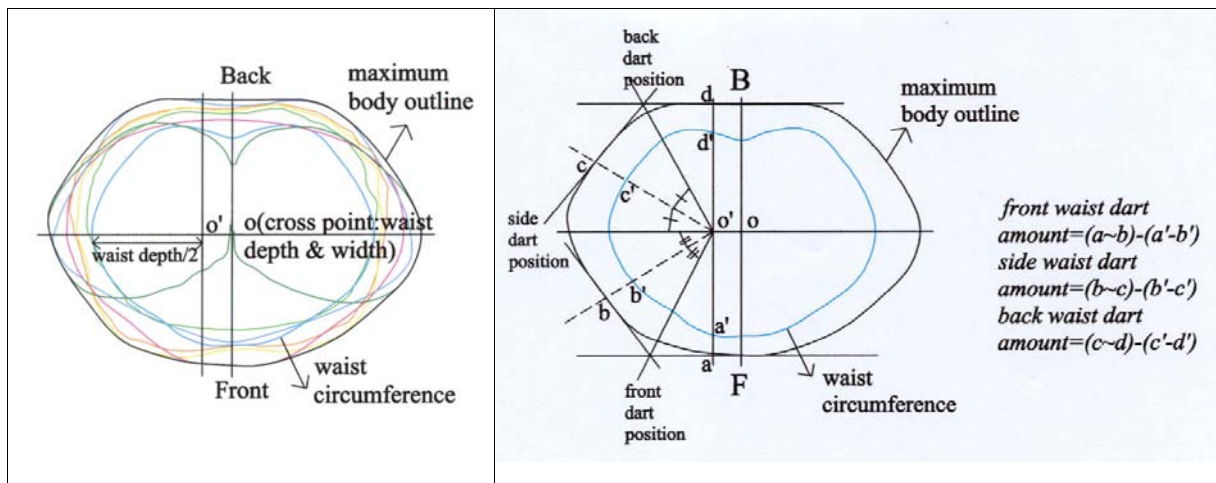 Back
maximum
body outline
o'
o(cross point:waist
depth & width)
waist depth/2
waist
circumference
Front
back
dart
position
B
d
maximum
body outline
d'
c
c'
o'
o
side
dart
position
b'
b
a'
a
F
waist
circumference
front
dart
position
front waist dart
amount=(a~b)-(a'-b')
side waist dart
amount=(b~c)-(b'-c')
back waist dart
amount=(c~d)-(c'-d')